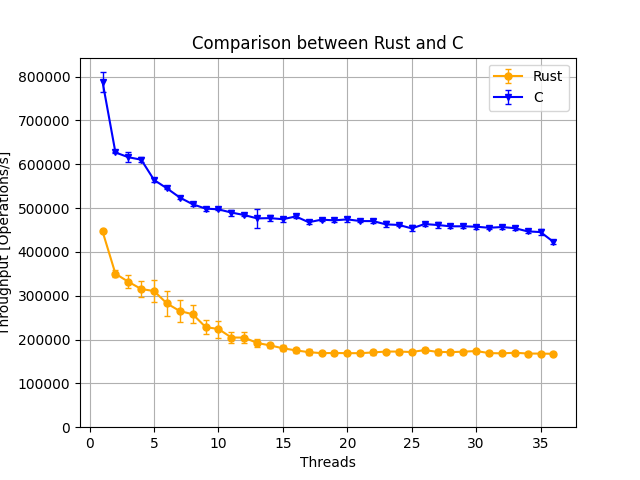 Comparison between Rust and C
Rust
C
Throughput [Operations/s]
800000
700000
600000
500000
400000
300000
200000
100000
0
0 5 10 15 20 25 30 35
Threads